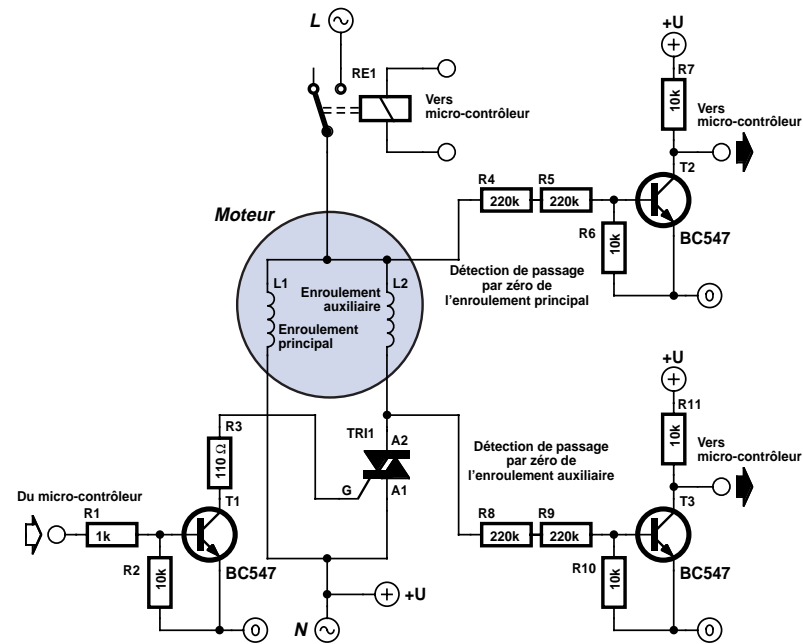 L
RE1
Vers
micro-contrôleur
+U
R7
10k
Vers
micro-contrôleur
T2
R4
R5
220k
220k
R6
10k
BC547
0
Détection de passage
par zéro de
l'enroulement principal
Moteur
L1
L2
Enroulement
auxiliaire
Enroulement
principal
R3
110 Ω
TRI1
A2
G
A1
Détection de passage
par zéro de
l'enroulement auxiliaire
+U
R11
10k
Vers
micro-contrôleur
T3
R8
R9
220k
220k
R10
10k
BC547
0
Du micro-contrôleur
R1
1k
T1
R2
10k
BC547
0
+U
N